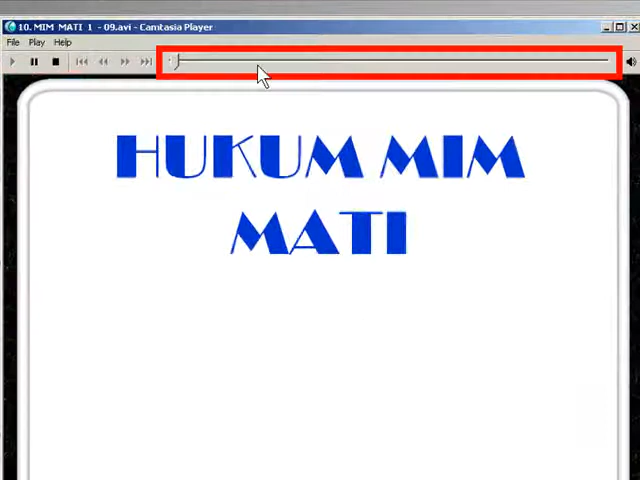 10. MIM MATI 1 - 09.avi - Camtasia Player
File Play Help
HUKUM MIM
MATI